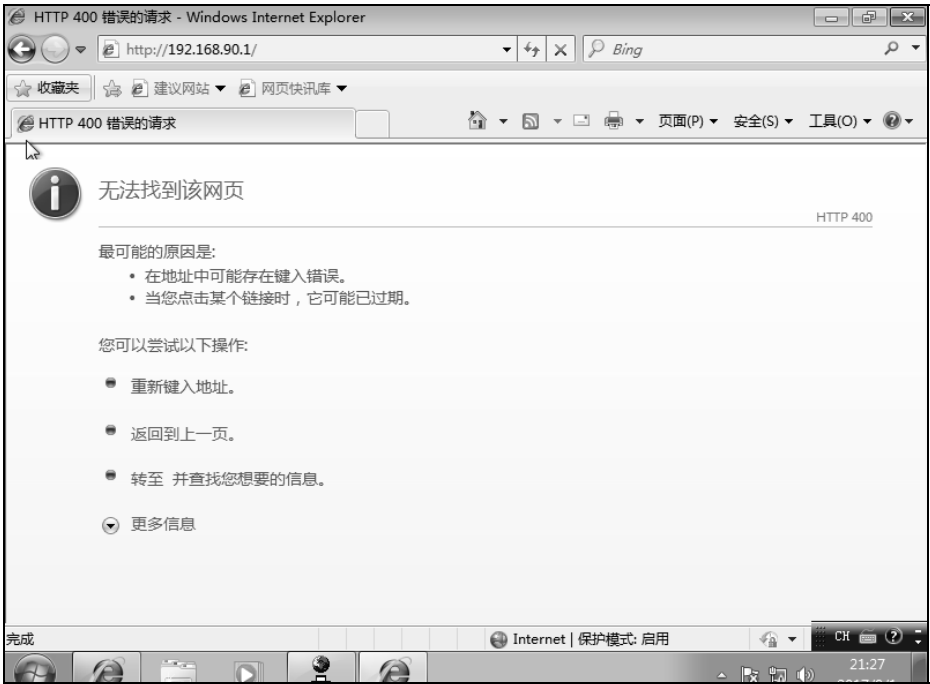 HTTP 400 错误的请求 - Windows Internet Explorer
http://192.168.90.1/
Bing
收藏夹
建议网站
网页快讯库
HTTP 400 错误的请求
页面(P)
安全(S)
工具(O)
无法找到该网页
HTTP 400
最可能的原因是:
• 在地址中可能存在键入错误。
• 当您点击某个链接时，它可能已过期。
您可以尝试以下操作:
重新键入地址。
返回到上一页。
转至 并查找您想要的信息。
更多信息
完成
Internet | 保护模式: 启用
CH
21:27